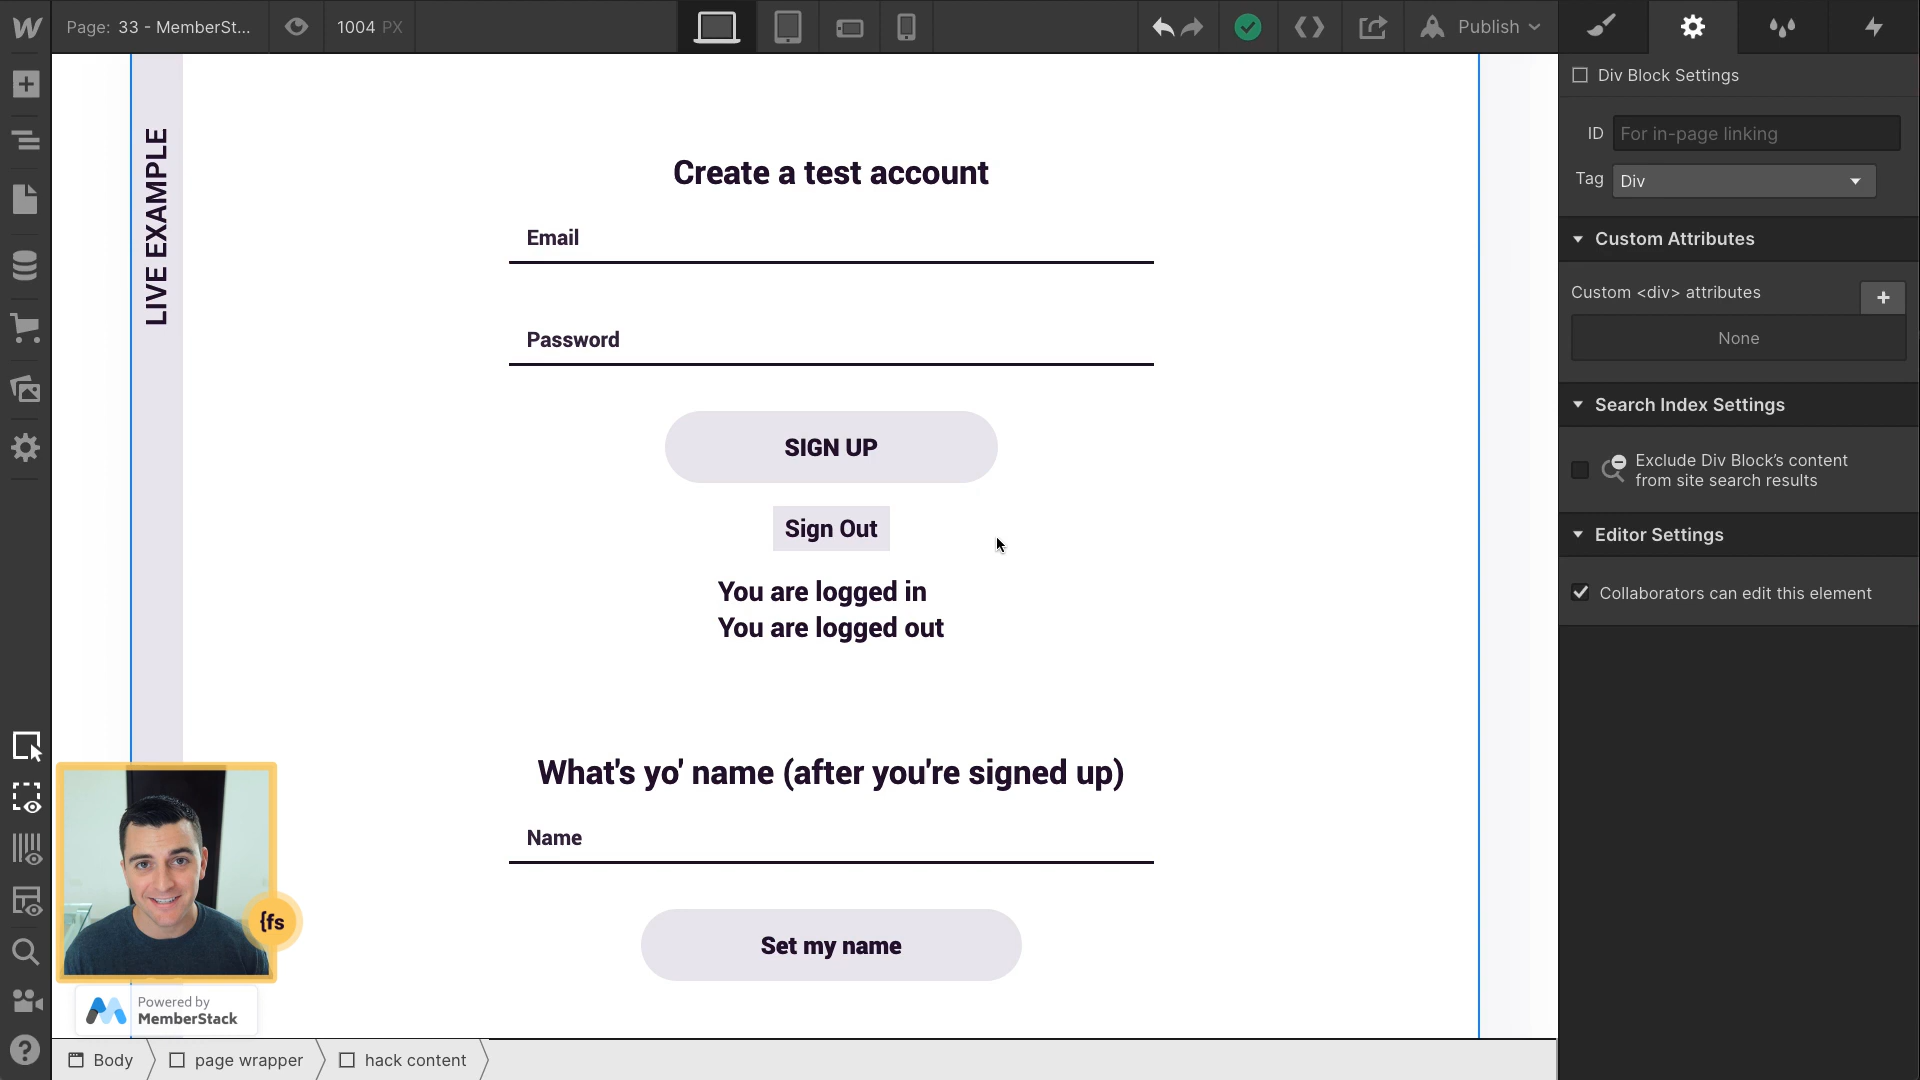 Page: 33 - MemberSt...
1004 PX
Publish
LIVE EXAMPLE
Create a test account
Email
Password
SIGN UP
Sign Out
You are logged in
You are logged out
What's yo' name (after you're signed up)
Name
Set my name
{fs
Powered by
MemberStack
Body
page wrapper
hack content
Div Block Settings
ID
For in-page linking
Tag
Div
Custom Attributes
Custom <div> attributes
+
None
Search Index Settings
Exclude Div Block's content
from site search results
Editor Settings
Collaborators can edit this element